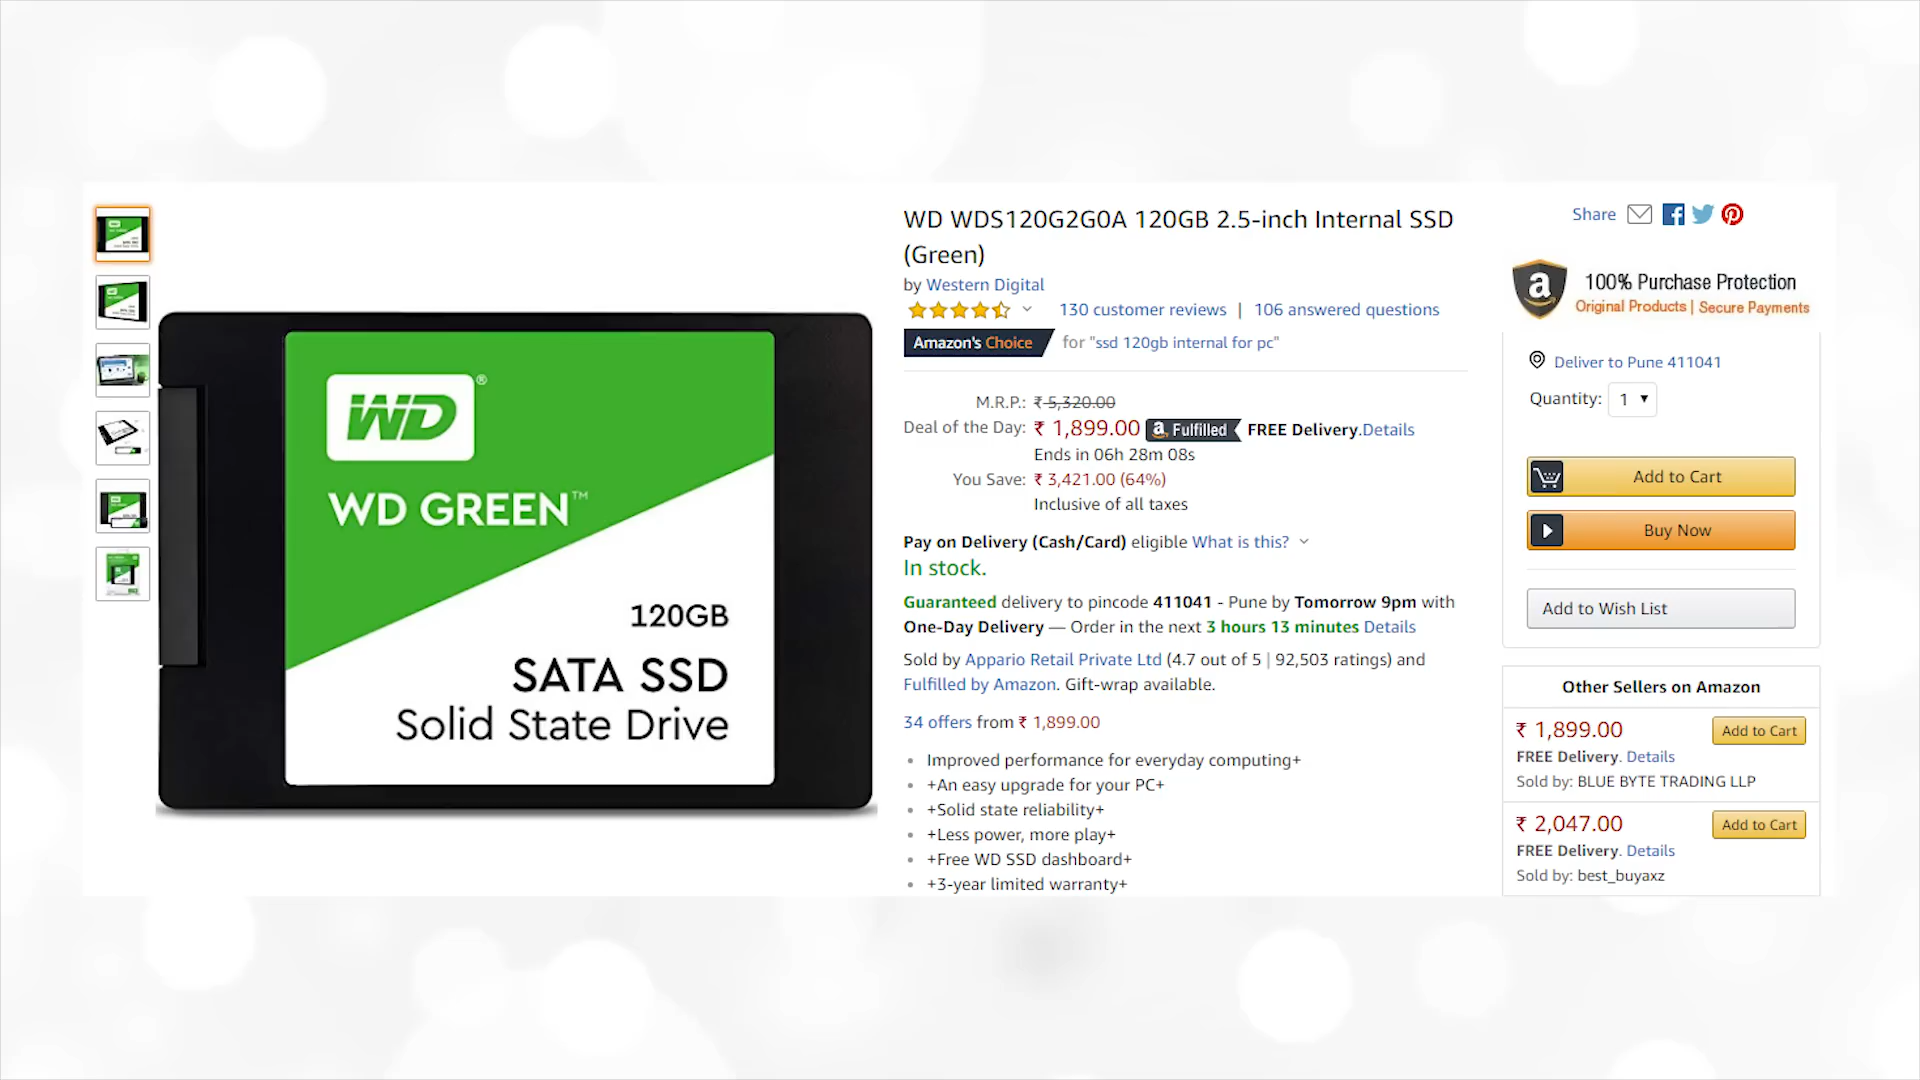 WD®
WD GREEN™
120GB
SATA SSD
Solid State Drive
WD WDS120G2G0A 120GB 2.5-inch Internal SSD
(Green)
by Western Digital
130 customer reviews | 106 answered questions
Amazon's Choice for "ssd 120gb internal for pc"
M.R.P.: ₹ 5,320.00
Deal of the Day: ₹ 1,899.00 a Fulfilled FREE Delivery.Details
Ends in 06h 28m 08s
You Save: ₹ 3,421.00 (64%)
Inclusive of all taxes
Pay on Delivery (Cash/Card) eligible What is this?
In stock.
Guaranteed delivery to pincode 411041 - Pune by Tomorrow 9pm with
One-Day Delivery — Order in the next 3 hours 13 minutes Details
Sold by Appario Retail Private Ltd (4.7 out of 5 | 92,503 ratings) and
Fulfilled by Amazon. Gift-wrap available.
34 offers from ₹ 1,899.00
Improved performance for everyday computing+
+An easy upgrade for your PC+
+Solid state reliability+
+Less power, more play+
+Free WD SSD dashboard+
+3-year limited warranty+
Share
a 100% Purchase Protection
Original Products | Secure Payments
Deliver to Pune 411041
Quantity: 1
Add to Cart
Buy Now
Add to Wish List
Other Sellers on Amazon
₹ 1,899.00 Add to Cart
FREE Delivery. Details
Sold by: BLUE BYTE TRADING LLP
₹ 2,047.00 Add to Cart
FREE Delivery. Details
Sold by: best_buyaxz